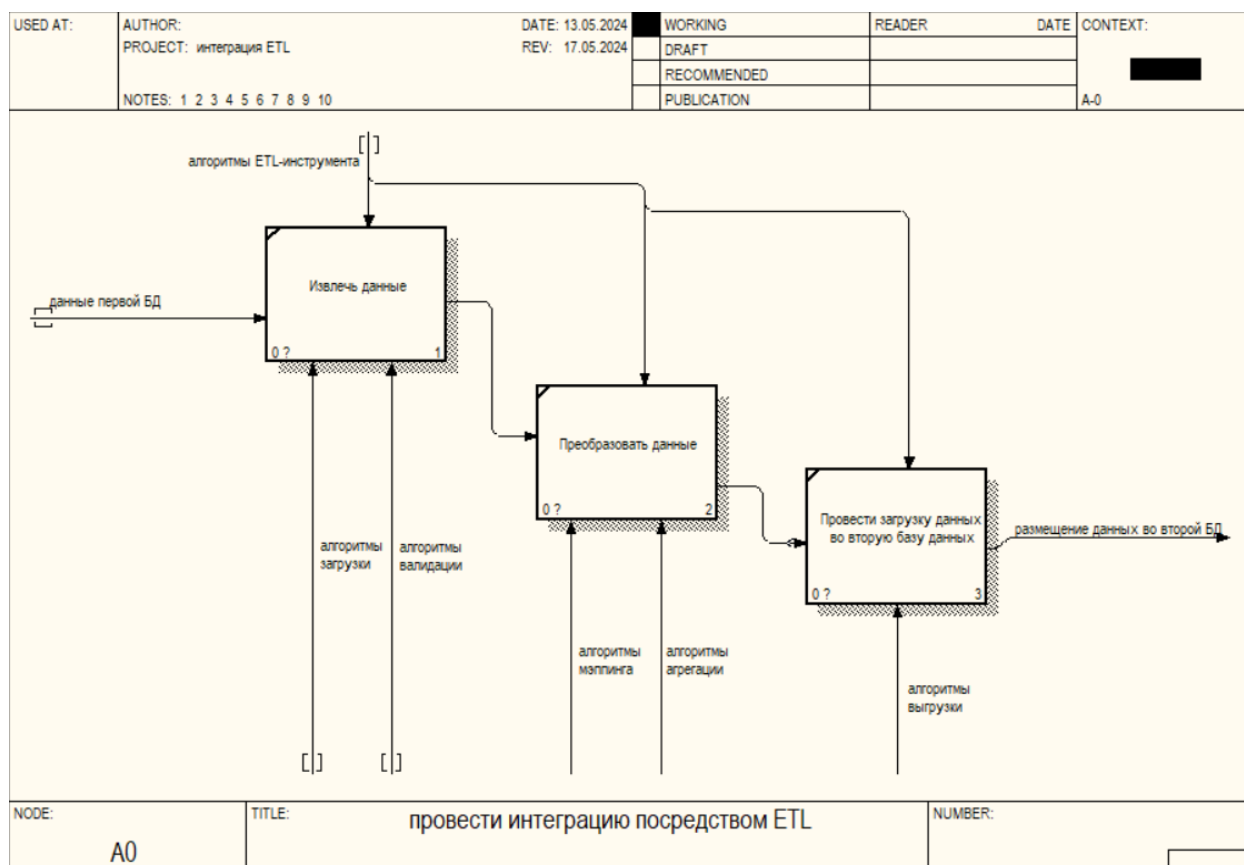 USED AT:
AUTHOR:
DATE: 13.05.2024
WORKING
READER
DATE
CONTEXT:
PROJECT: интеграция ETL
REV: 17.05.2024
DRAFT
RECOMMENDED
NOTES: 1 2 3 4 5 6 7 8 9 10
PUBLICATION
A-0
алгоритмы ETL-инструмента
данные первой БД
Извлечь данные
0 ?
1
Преобразовать данные
0 ?
2
Провести загрузку данных
во вторую базу данных
0 ?
3
размещение данных во второй БД
алгоритмы
загрузки
алгоритмы
валидации
алгоритмы
мэппинга
алгоритмы
агрегации
алгоритмы
выгрузки
NODE:
A0
TITLE:
провести интеграцию посредством ETL
NUMBER: